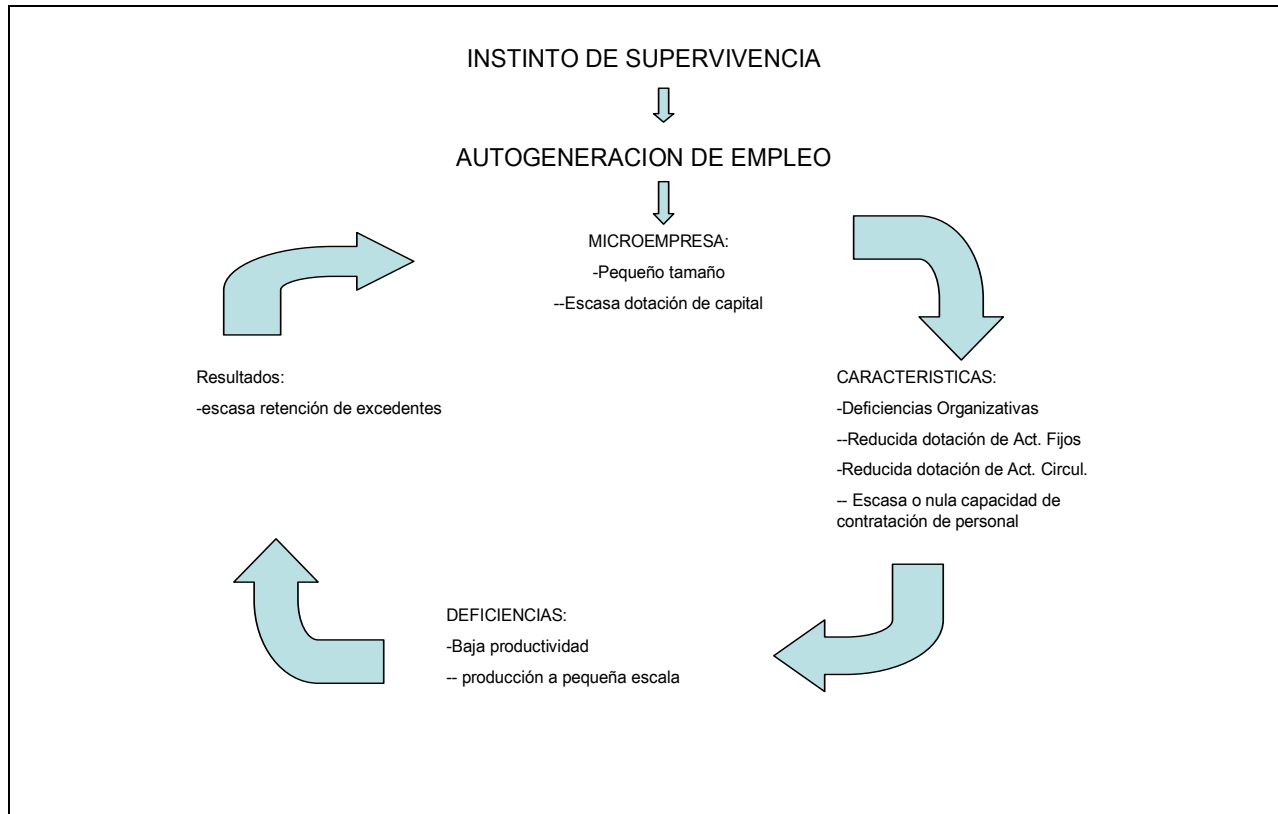 INSTINTO DE SUPERVIVENCIA
AUTOGENERACION DE EMPLEO
MICROEMPRESA:
-Pequeño tamaño
--Escasa dotación de capital
CARACTERISTICAS:
-Deficiencias Organizativas
--Reducida dotación de Act. Fijos
-Reducida dotación de Act. Circul.
-- Escasa o nula capacidad de
contratación de personal
DEFICIENCIAS:
-Baja productividad
-- producción a pequeña escala
Resultados:
-escasa retención de excedentes